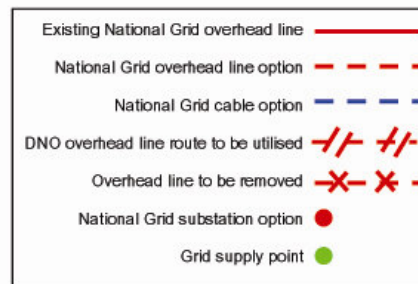 Existing National Grid overhead line
National Grid overhead line option
National Grid cable option
DNO overhead line route to be utilised
Overhead line to be removed
National Grid substation option
Grid supply point